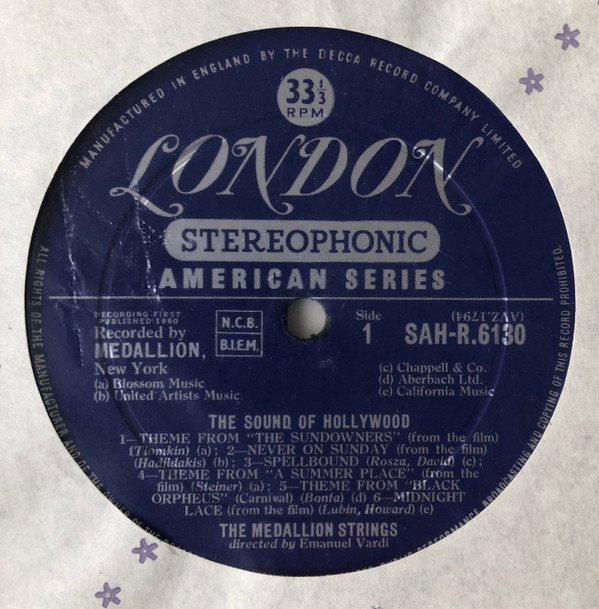 MANUFACTURED IN ENGLAND BY THE DECCA RECORD COMPANY LIMITED
33 1/3
RPM
LONDON
STEREOPHONIC
AMERICAN SERIES
RECORDING FIRST
PUBLISHED 1960
Recorded by
MEDALLION,
New York
(a) Blossom Music
(b) United Artists Music
N.C.B.
B.I.E.M.
Side
1
(AVZ.1794)
SAH-R.6130
(c) Chappell & Co.
(d) Aberbach Ltd.
(e) California Music
THE SOUND OF HOLLYWOOD
1—THEME FROM "THE SUNDOWNERS" (from the film)
(Tiomkin) (a) ; 2—NEVER ON SUNDAY (from the film)
(Hadjidakis) (b) ; 3—SPELLBOUND (Rosza, David) (c) ;
4—THEME FROM "A SUMMER PLACE" (from the
film) (Steiner) (a) ; 5—THEME FROM "BLACK
ORPHEUS" (Carnival) (Bonfa) (d) 6—MIDNIGHT
LACE (from the film) (Lubin, Howard) (e)
THE MEDALLION STRINGS
directed by Emanuel Vardi
ALL RIGHTS OF THE MANUFACTURER AND OF THE OWNER OF THE
PERFORMANCE BROADCASTING AND COPYING OF THIS RECORD PROHIBITED.